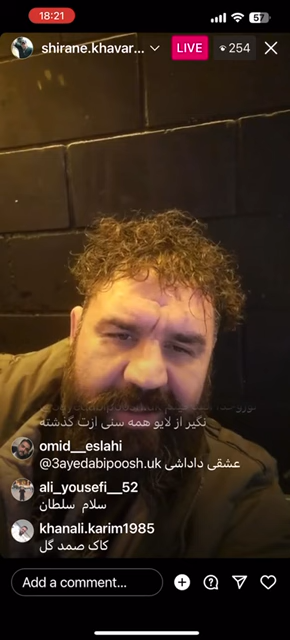 18:21
57
shirane.khavar...
LIVE
254
نگیر از لایو همه سنی ازت گذشته
omid__eslahi
@3ayedabipoosh.uk عشقی داداشی
ali_yousefi__52
سلام سلطان
khanali.karim1985
کاک صمد گل
Add a comment...